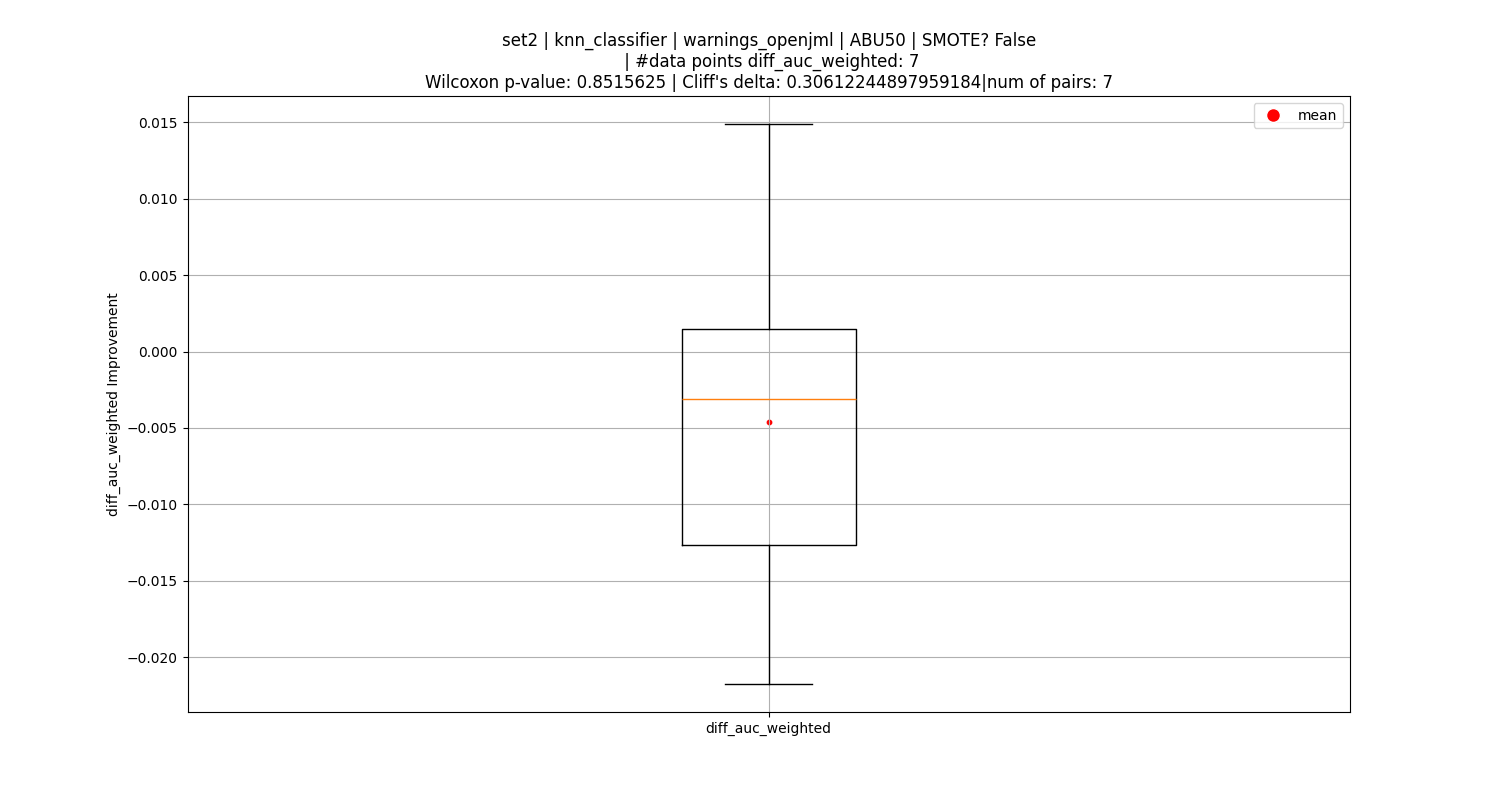 set2 | knn_classifier | warnings_openjml | ABU50 | SMOTE? False
| #data points diff_auc_weighted: 7
Wilcoxon p-value: 0.8515625 | Cliff's delta: 0.30612244897959184|num of pairs: 7
mean
0.015
0.010
0.005
0.000
−0.005
−0.010
−0.015
−0.020
diff_auc_weighted Improvement
diff_auc_weighted